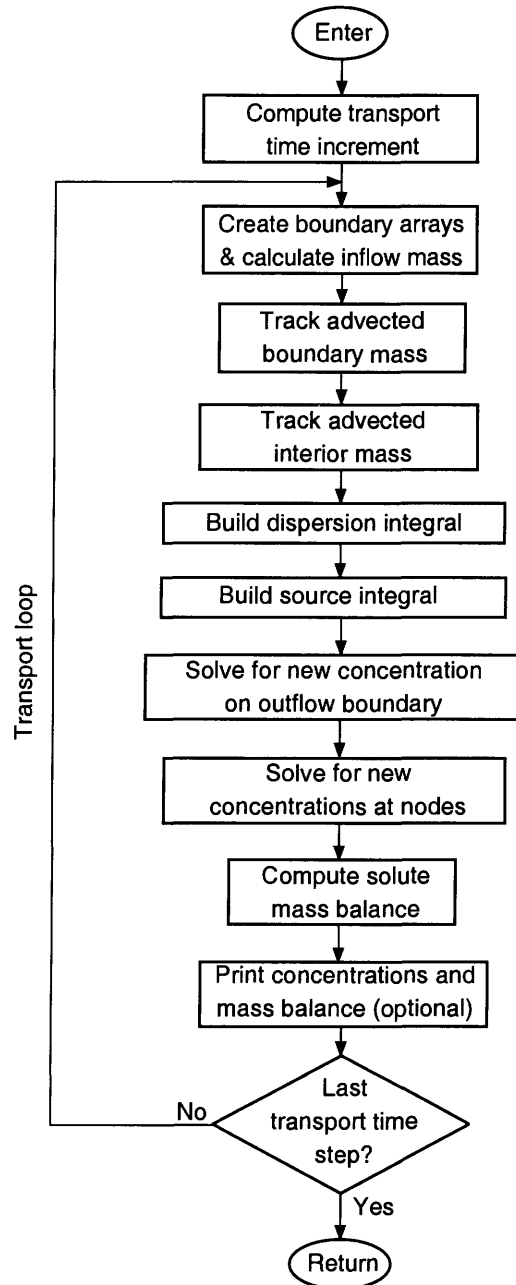 Enter
Compute transport
time increment
Create boundary arrays
& calculate inflow mass
Track advected
boundary mass
Track advected
interior mass
Build dispersion integral
Build source integral
Solve for new concentration
on outflow boundary
Solve for new
concentrations at nodes
Compute solute
mass balance
Print concentrations and
mass balance (optional)
Last
transport time
step?
No
Yes
Return
Transport loop